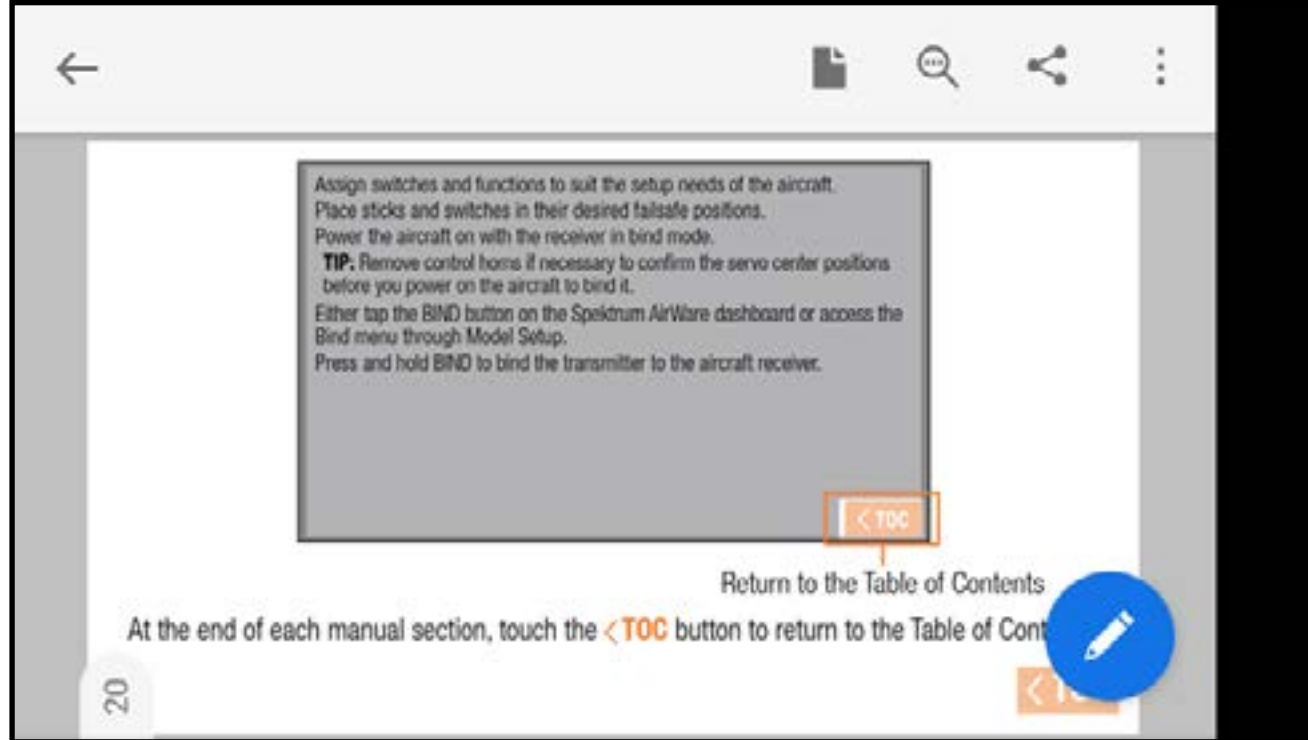 Assign switches and functions to suit the setup needs of the aircraft.
Place sticks and switches in their desired failsafe positions.
Power the aircraft on with the receiver in bind mode.
TIP: Remove control horns if necessary to confirm the servo center positions
before you power on the aircraft to bind it.
Either tap the BIND button on the Spektrum AirWare dashboard or access the
Bind menu through Model Setup.
Press and hold BIND to bind the transmitter to the aircraft receiver.
< TOC
Return to the Table of Contents
At the end of each manual section, touch the < TOC button to return to the Table of Cont
20
< T